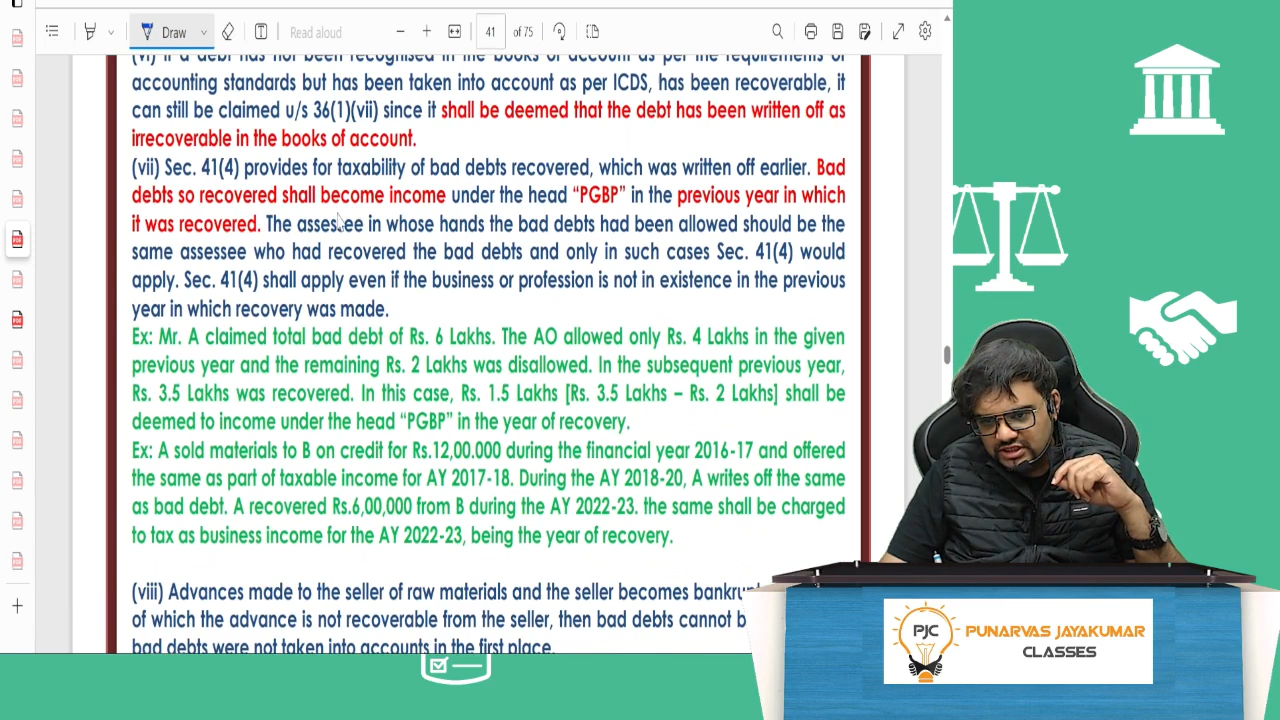 Draw
Read aloud
41 of 75
(vi) If a debt has not been recognised in the books of account as per the requirements of
accounting standards but has been taken into account as per ICDS, has been recoverable, it
can still be claimed u/s 36(1)(vii) since it shall be deemed that the debt has been written off as
irrecoverable in the books of account.
(vii) Sec. 41(4) provides for taxability of bad debts recovered, which was written off earlier. Bad
debts so recovered shall become income under the head “PGBP” in the previous year in which
it was recovered. The assessee in whose hands the bad debts had been allowed should be the
same assessee who had recovered the bad debts and only in such cases Sec. 41(4) would
apply. Sec. 41(4) shall apply even if the business or profession is not in existence in the previous
year in which recovery was made.
Ex: Mr. A claimed total bad debt of Rs. 6 Lakhs. The AO allowed only Rs. 4 Lakhs in the given
previous year and the remaining Rs. 2 Lakhs was disallowed. In the subsequent previous year,
Rs. 3.5 Lakhs was recovered. In this case, Rs. 1.5 Lakhs [Rs. 3.5 Lakhs – Rs. 2 Lakhs] shall be
deemed to income under the head “PGBP” in the year of recovery.
Ex: A sold materials to B on credit for Rs.12,00.000 during the financial year 2016-17 and offered
the same as part of taxable income for AY 2017-18. During the AY 2018-20, A writes off the same
as bad debt. A recovered Rs.6,00,000 from B during the AY 2022-23. the same shall be charged
to tax as business income for the AY 2022-23, being the year of recovery.
(viii) Advances made to the seller of raw materials and the seller becomes
of which the advance is not recoverable from the seller, then bad debts cannot
bad debts were not taken into accounts in the first place.
PJC
PUNARVAS JAYAKUMAR
CLASSES